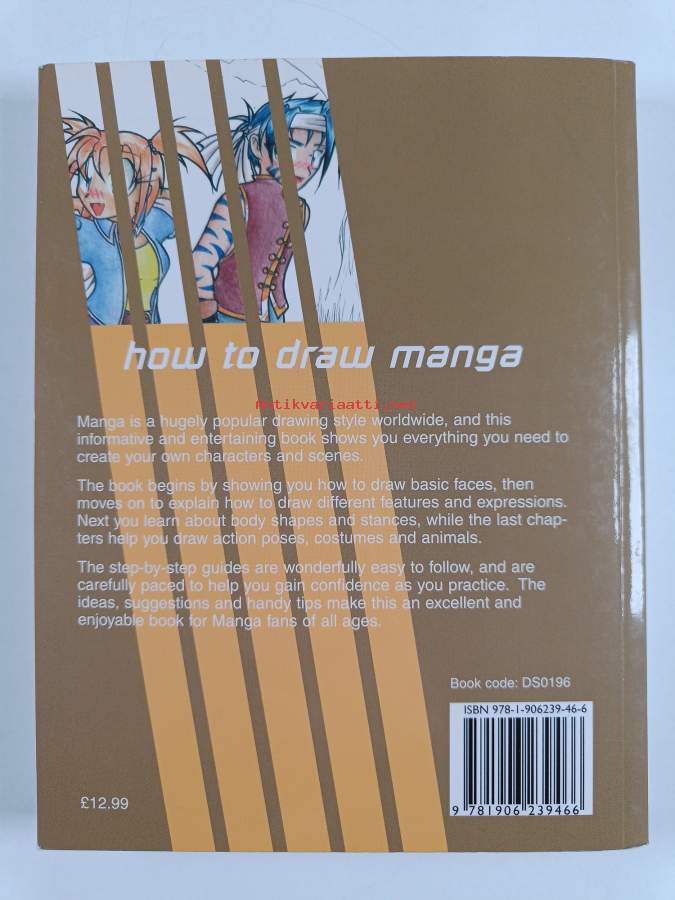 how to draw manga
Antikvariaatti.net
Manga is a hugely popular drawing style worldwide, and this
informative and entertaining book shows you everything you need to
create your own characters and scenes.
The book begins by showing you how to draw basic faces, then
moves on to explain how to draw different features and expressions.
Next you learn about body shapes and stances, while the last chap-
ters help you draw action poses, costumes and animals.
The step-by-step guides are wonderfully easy to follow, and are
carefully paced to help you gain confidence as you practice. The
ideas, suggestions and handy tips make this an excellent and
enjoyable book for Manga fans of all ages.
Book code: DS0196
ISBN 978-1-906239-46-6
£12.99
9 781906 239466